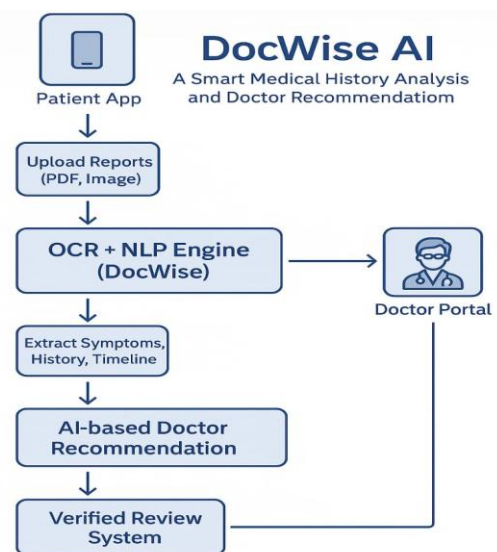 DocWise AI
A Smart Medical History Analysis
and Doctor Recommendatiom
Patient App
Upload Reports
(PDF, Image)
OCR + NLP Engine
(DocWise)
Doctor Portal
Extract Symptoms,
History, Timeline
AI-based Doctor
Recommendation
Verified Review
System